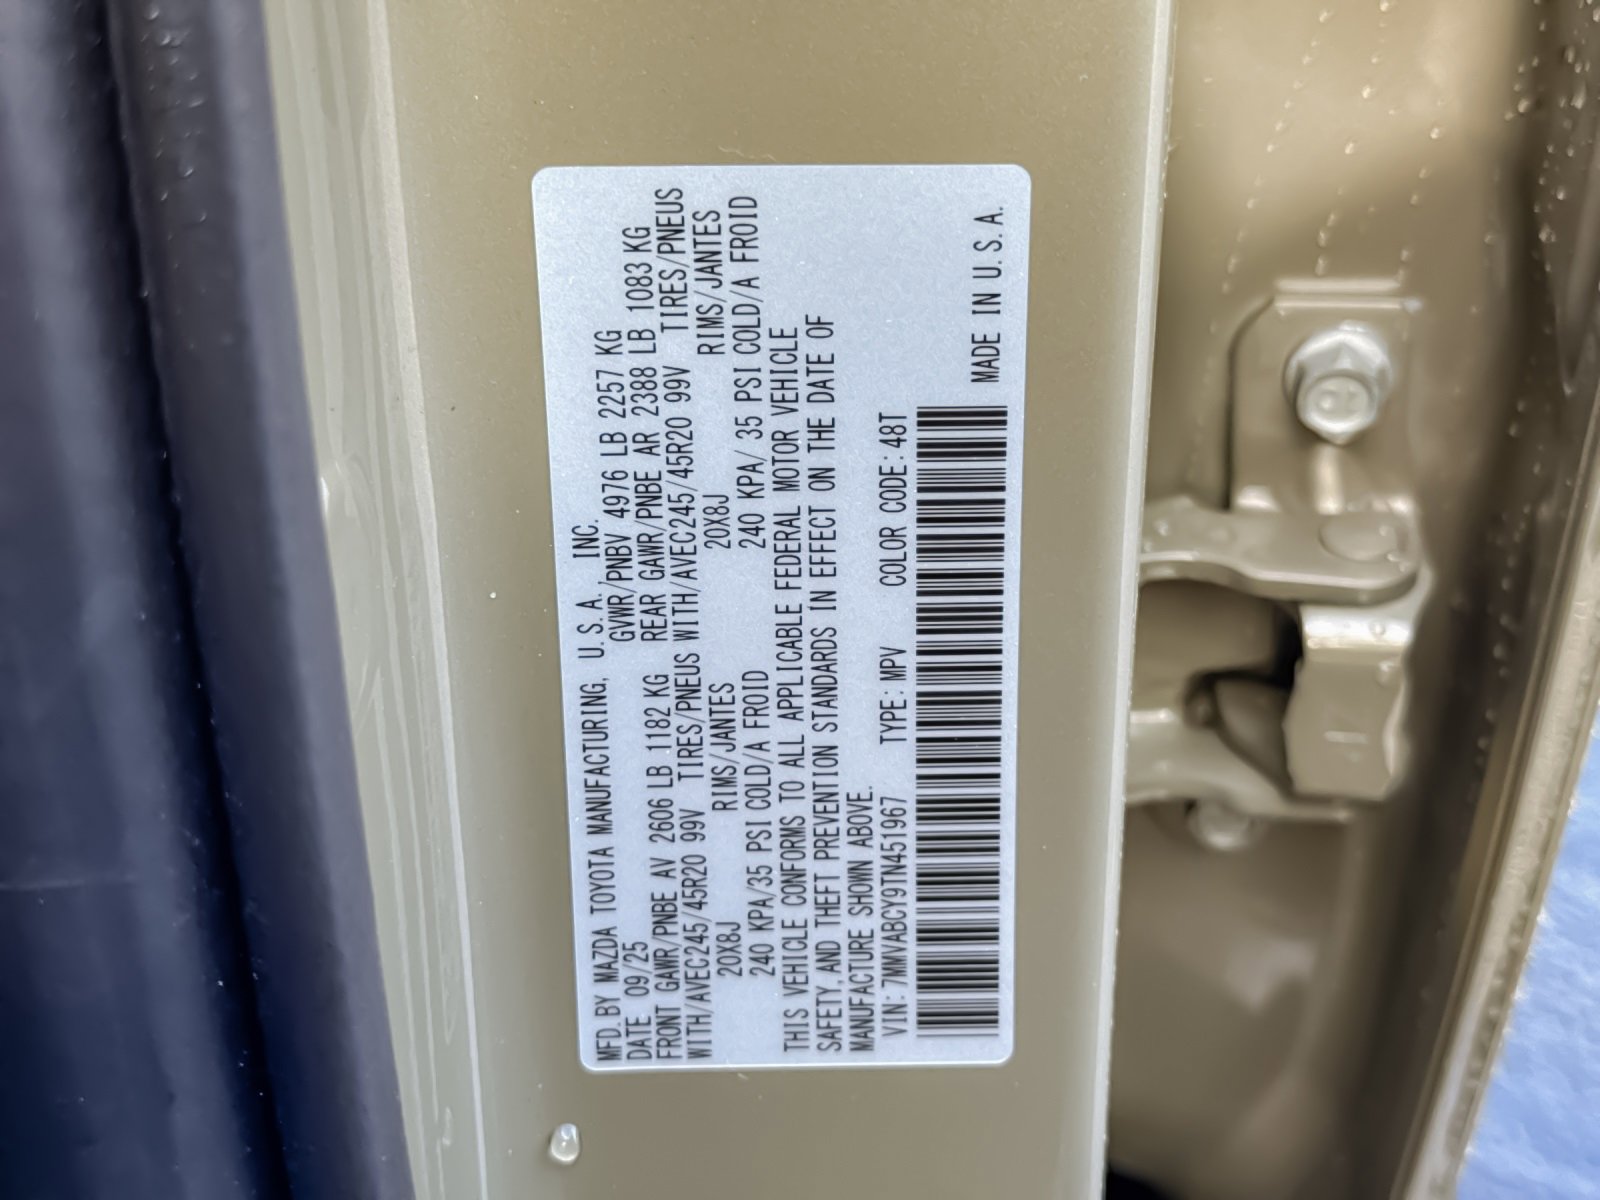 MFD. BY MAZDA TOYOTA MANUFACTURING, U. S. A. INC.
DATE 09/25 GVWR/PNBV 4976 LB 2257 KG
FRONT GAWR/PNBE AV 2606 LB 1182 KG REAR GAWR/PNBE AR 2388 LB 1083 KG
WITH/AVEC245/45R20 99V TIRES/PNEUS WITH/AVEC245/45R20 99V TIRES/PNEUS
20X8J RIMS/JANTES 20X8J RIMS/JANTES
240 KPA/35 PSI COLD/A FROID 240 KPA/ 35 PSI COLD/A FROID
THIS VEHICLE CONFORMS TO ALL APPLICABLE FEDERAL MOTOR VEHICLE
SAFETY, AND THEFT PREVENTION STANDARDS IN EFFECT ON THE DATE OF
MANUFACTURE SHOWN ABOVE.
VIN: 7MMVABCY9TN451967 TYPE: MPV COLOR CODE: 48T
MADE IN U. S. A.